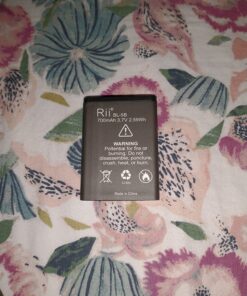 Rii®
BL-5B
700mAh 3.7V 2.59Wh
Potential for fire or
burning. Do not
disassemble, puncture,
crush, heat, or burn.
Made in China